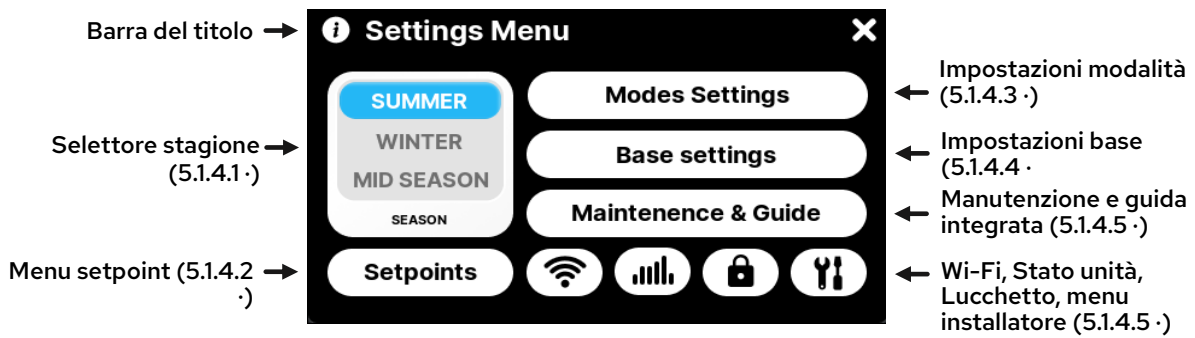 Barra del titolo
Settings Menu
Impostazioni modalità
(5.1.4.3 ·)
SUMMER
WINTER
MID SEASON
SEASON
Modes Settings
Selettore stagione
(5.1.4.1 ·)
Base settings
Impostazioni base
(5.1.4.4 ·
Maintenence & Guide
Manutenzione e guida
integrata (5.1.4.5 ·)
Menu setpoint (5.1.4.2
·)
Setpoints
Wi-Fi, Stato unità,
Lucchetto, menu
installatore (5.1.4.5 ·)